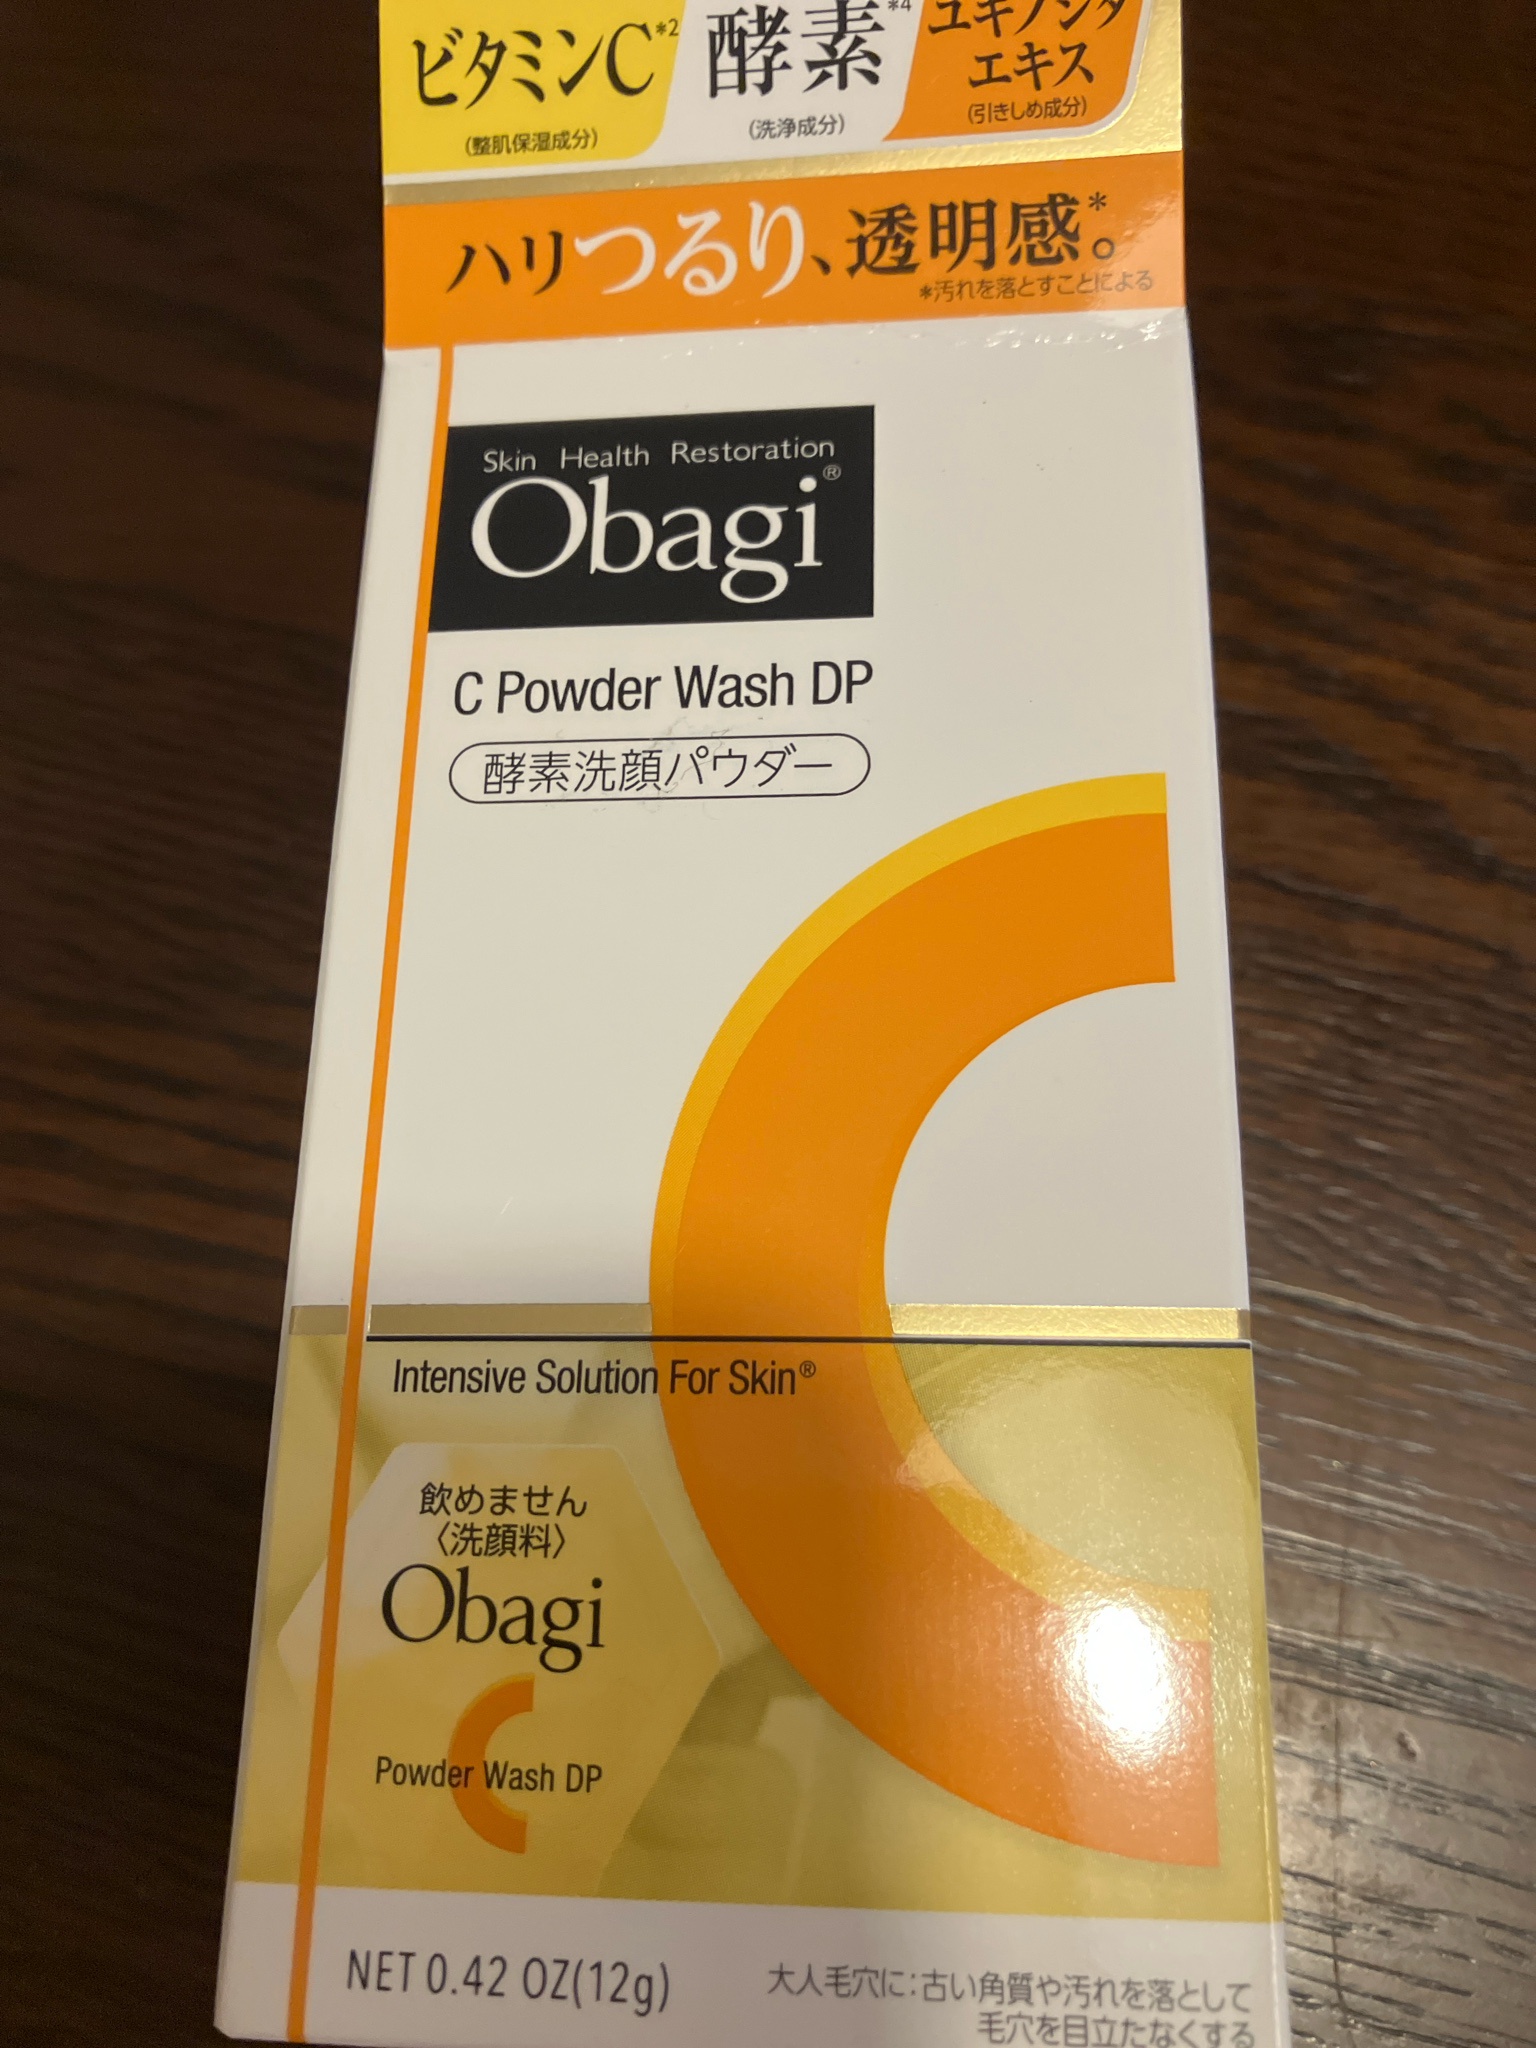 ビタミンC*2
(整肌保湿成分)
酵素*4
(洗浄成分)
ユキノシタ
エキス
(引きしめ成分)
ハリつるり、透明感*。
*汚れを落とすことによる
Skin Health Restoration
Obagi®
C Powder Wash DP
酵素洗顔パウダー
Intensive Solution For Skin®
飲めません
〈洗顔料〉
Obagi
C
Powder Wash DP
NET 0.42 OZ(12g)
大人毛穴に:古い角質や汚れを落として
毛穴を目立たなくする